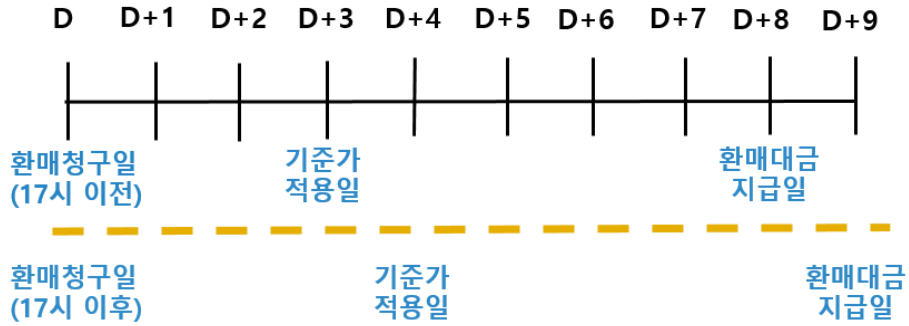 D D+1 D+2 D+3 D+4 D+5 D+6 D+7 D+8 D+9
환매청구일 기준가 환매대금
(17시 이전) 적용일 지급일
환매청구일 기준가 환매대금
(17시 이후) 적용일 지급일